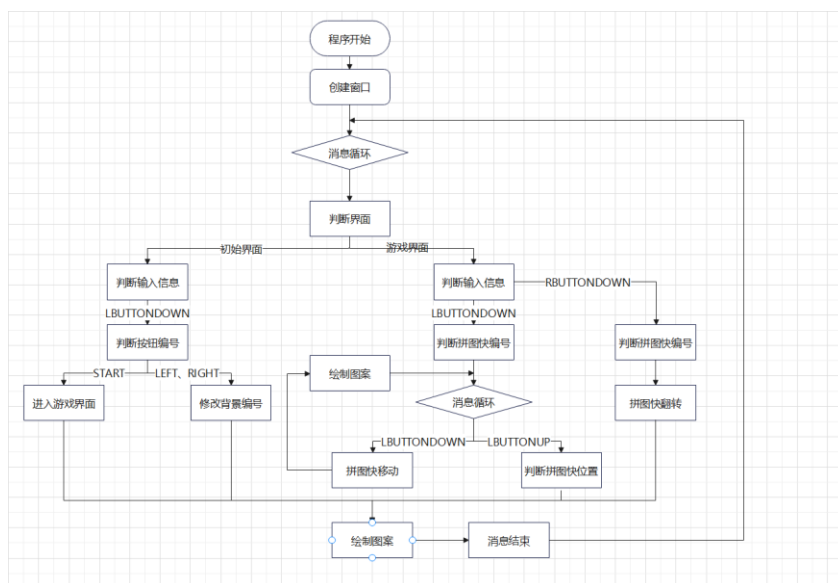 程序开始
创建窗口
消息循环
判断界面
初始界面
游戏界面
判断输入信息
判断输入信息
RBUTTONDOWN
LBUTTONDOWN
LBUTTONDOWN
判断按钮编号
判断拼图快编号
判断拼图快编号
START
LEFT、RIGHT
绘制图案
进入游戏界面
修改背景编号
消息循环
拼图快翻转
LBUTTONDOWN
LBUTTONUP
拼图快移动
判断拼图快位置
绘制图案
消息结束